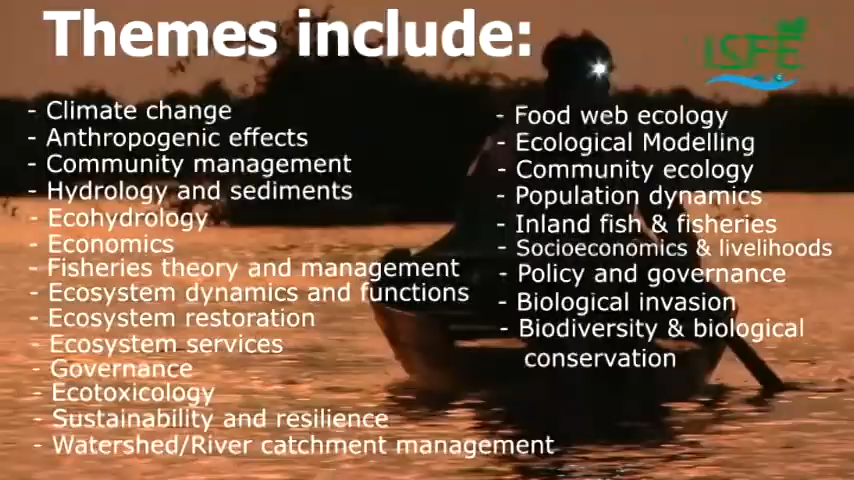 Themes include:
ISFE
- Climate change
- Anthropogenic effects
- Community management
- Hydrology and sediments
- Ecohydrology
- Economics
- Fisheries theory and management
- Ecosystem dynamics and functions
- Ecosystem restoration
- Ecosystem services
- Governance
- Ecotoxicology
- Sustainability and resilience
- Watershed/River catchment management
- Food web ecology
- Ecological Modelling
- Community ecology
- Population dynamics
- Inland fish & fisheries
- Socioeconomics & livelihoods
- Policy and governance
- Biological invasion
- Biodiversity & biological
conservation